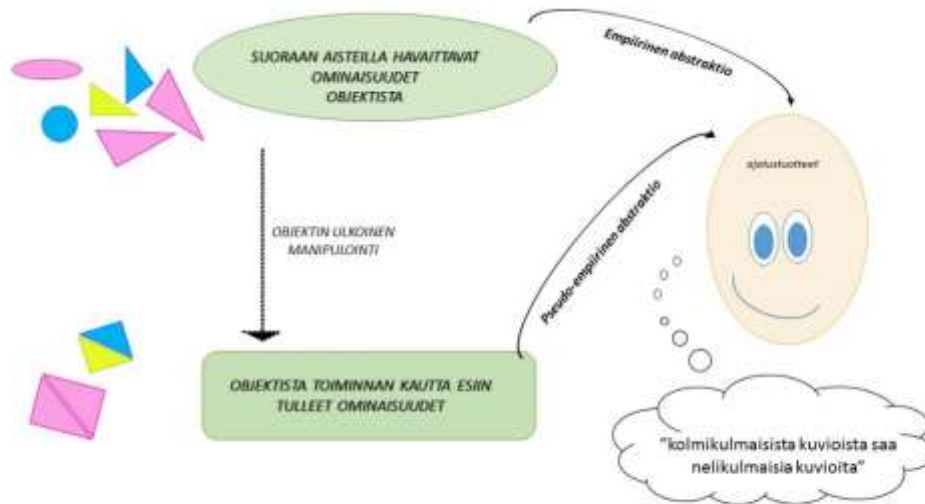 SUORAAN AISTEILLA HAVAITTAVAT
OMINAISUUDET
OBJEKTISTA
Empiirinen abstraktio
ajatustuotteet
OBJEKTIN ULKOINEN
MANIPULOINTI
Pseudo-empiirinen abstraktio
OBJEKTISTA TOIMINNAN KAUTTA ESIIN
TULLEET OMINAISUUDET
"kolmikulmaisista kuvioista saa
nelikulmaisia kuvioita"